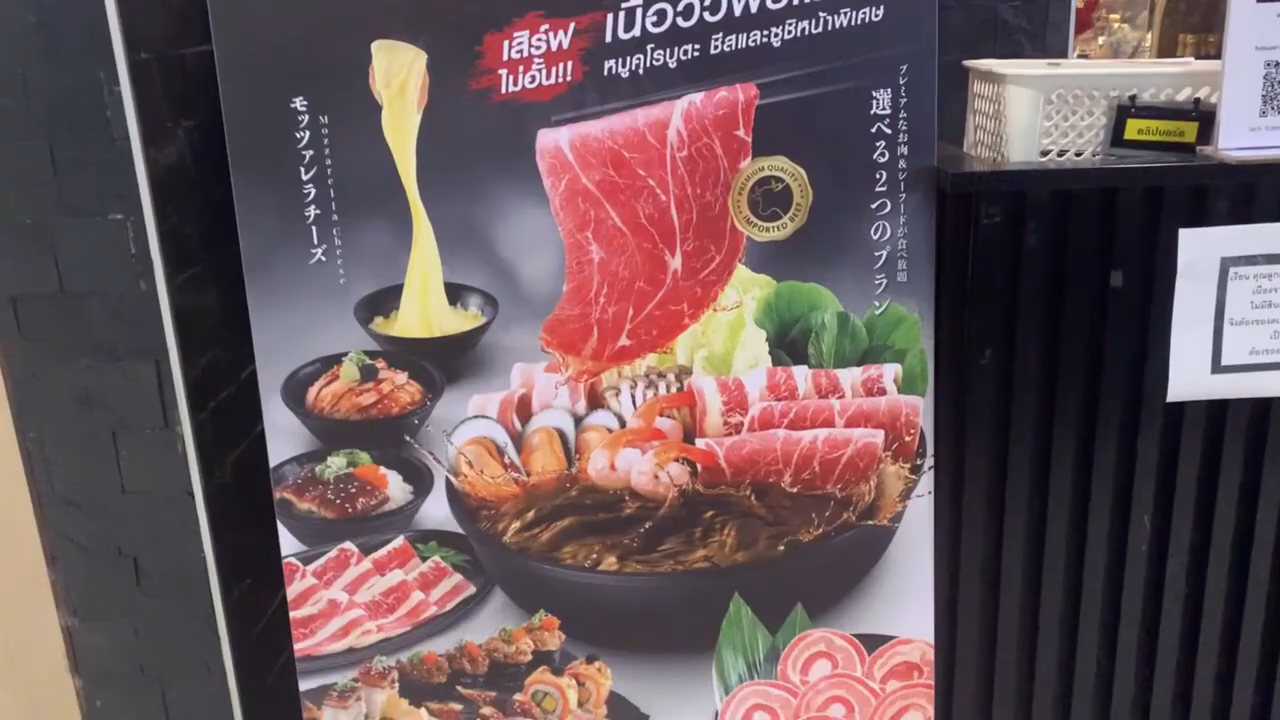 เสิร์ฟ
ไม่อั้น!!
หมูคุโรบูตะ ชีสและซูชิหน้าพิเศษ
モッツァレラチーズ
Mozzarella Cheese
プレミアムなお肉&シーフードが食べ放題
選べる2つのプラン
PREMIUM QUALITY
IMPORTED BEEF
คลิปบอร์ด